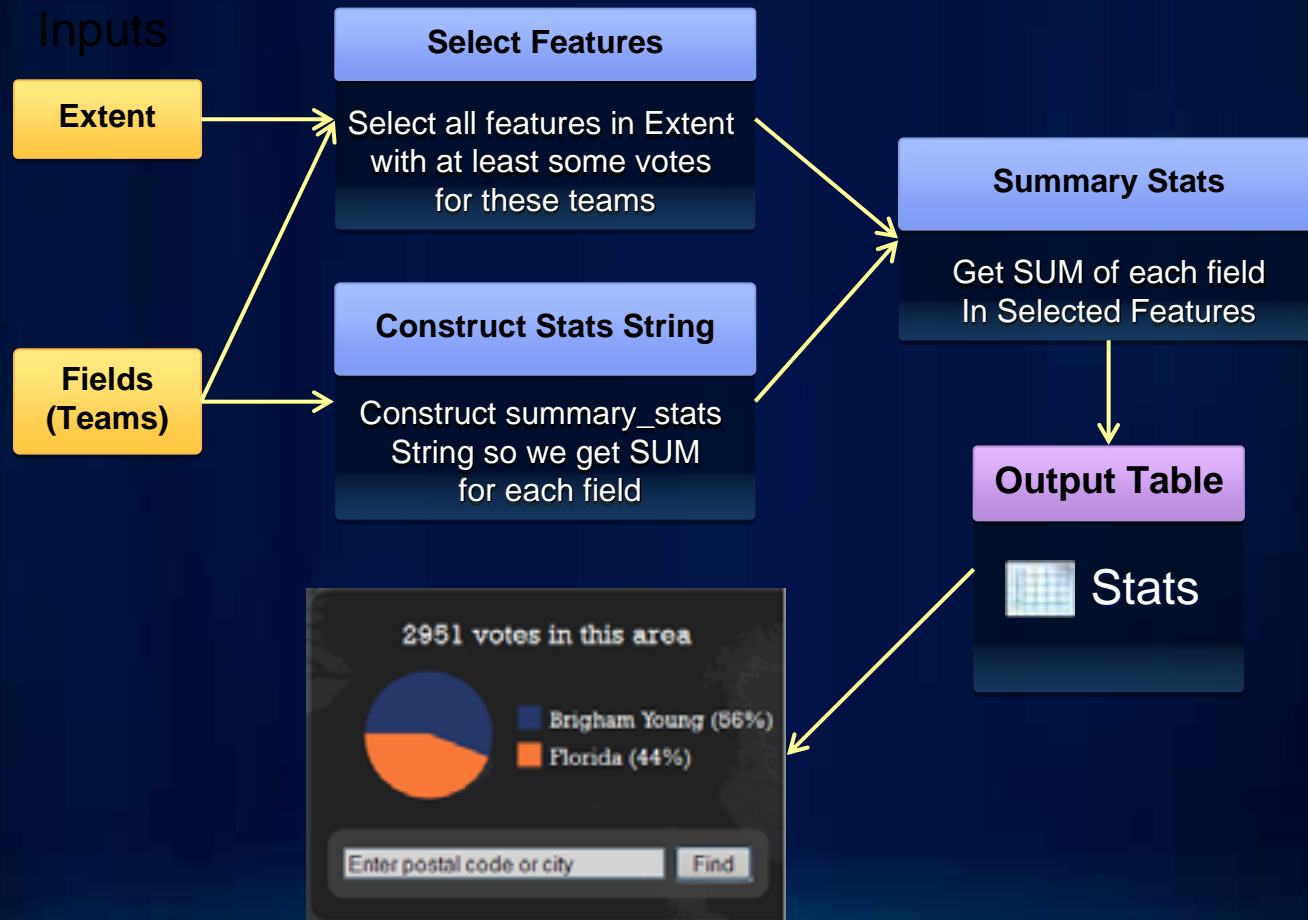 Inputs
Extent
Fields
(Teams)
Select Features
Select all features in Extent
with at least some votes
for these teams
Construct Stats String
Construct summary_stats
String so we get SUM
for each field
Summary Stats
Get SUM of each field
In Selected Features
Output Table
Stats
2951 votes in this area
Brigham Young (56%)
Florida (44%)
Enter postal code or city
Find